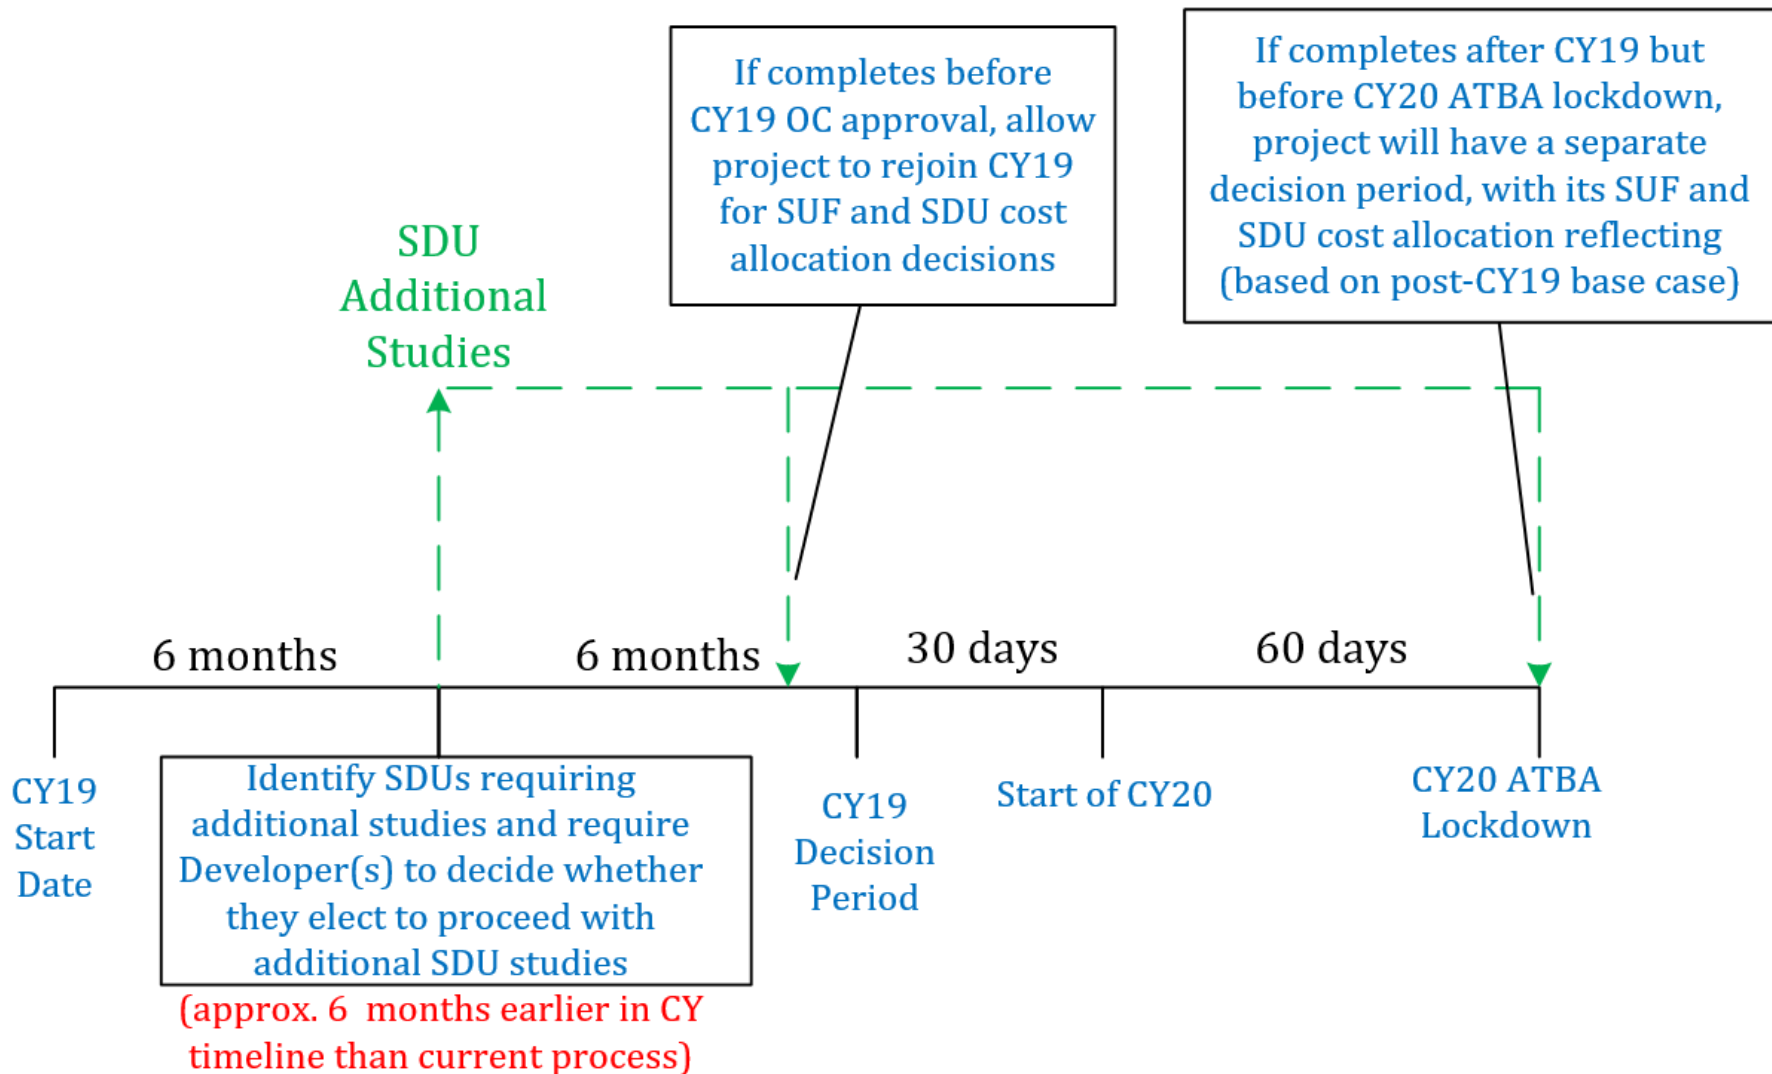 If completes before
CY19 OC approval, allow
project to rejoin CY19
for SUF and SDU cost
allocation decisions
If completes after CY19 but
before CY20 ATBA lockdown,
project will have a separate
decision period, with its SUF and
SDU cost allocation reflecting
(based on post-CY19 base case)
SDU
Additional
Studies
6 months
6 months
30 days
60 days
CY19
Start
Date
Identify SDUs requiring
additional studies and require
Developer(s) to decide whether
they elect to proceed with
additional SDU studies
(approx. 6 months earlier in CY
timeline than current process)
CY19
Decision
Period
Start of CY20
CY20 ATBA
Lockdown